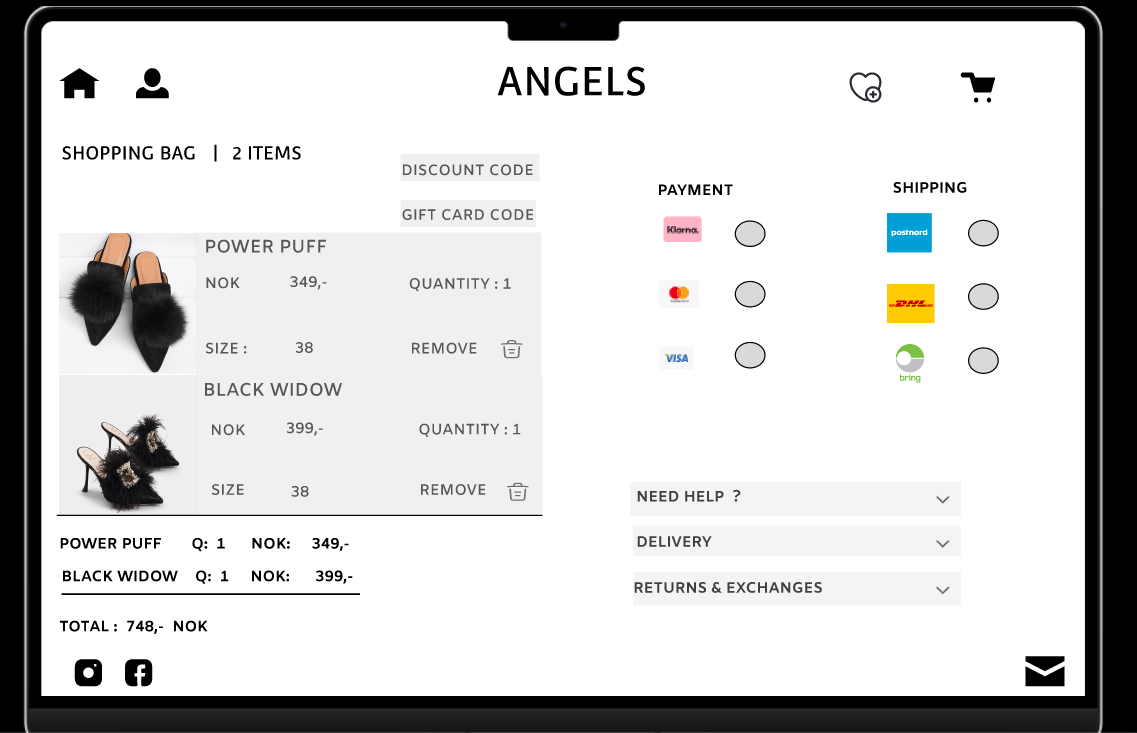 ANGELS
SHOPPING BAG | 2 ITEMS
DISCOUNT CODE
GIFT CARD CODE
POWER PUFF
NOK 349,- QUANTITY : 1
SIZE : 38 REMOVE
BLACK WIDOW
NOK 399,- QUANTITY : 1
SIZE 38 REMOVE
POWER PUFF Q: 1 NOK: 349,-
BLACK WIDOW Q: 1 NOK: 399,-
TOTAL : 748,- NOK
PAYMENT
Klarna.
VISA
SHIPPING
postnord
DHL
bring
NEED HELP ?
DELIVERY
RETURNS & EXCHANGES